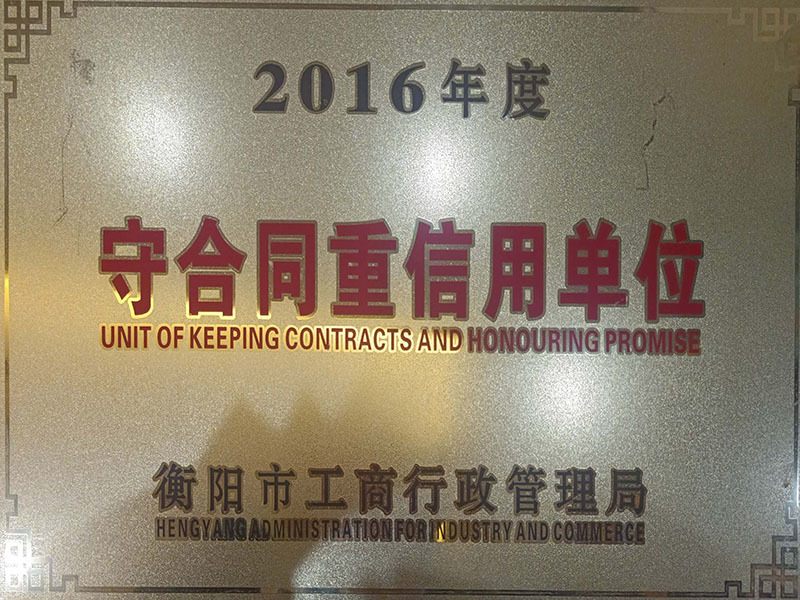 2016年度
守合同重信用单位
UNIT OF KEEPING CONTRACTS AND HONOURING PROMISE
衡阳市工商行政管理局
HENGYANG ADMINISTRATION FOR INDUSTRY AND COMMERCE